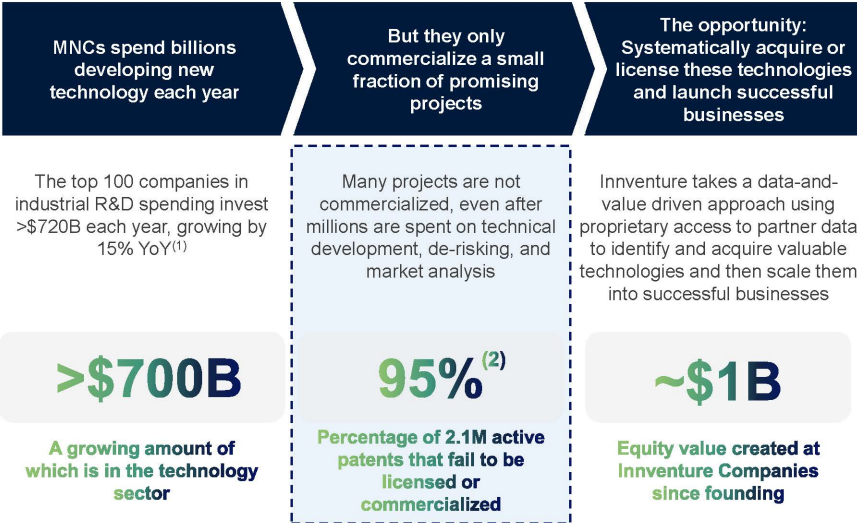 MNCs spend billions
developing new
technology each year
But they only
commercialize a small
fraction of promising
projects
The opportunity:
Systematically acquire or
license these technologies
and launch successful
businesses
The top 100 companies in
industrial R&D spending invest
>$720B each year, growing by
15% YoY(1)
Many projects are not
commercialized, even after
millions are spent on technical
development, de-risking, and
market analysis
Innventure takes a data-and-
value driven approach using
proprietary access to partner data
to identify and acquire valuable
technologies and then scale them
into successful businesses
>$700B
95%(2)
~$1B
A growing amount of
which is in the technology
sector
Percentage of 2.1M active
patents that fail to be
licensed or
commercialized
Equity value created at
Innventure Companies
since founding